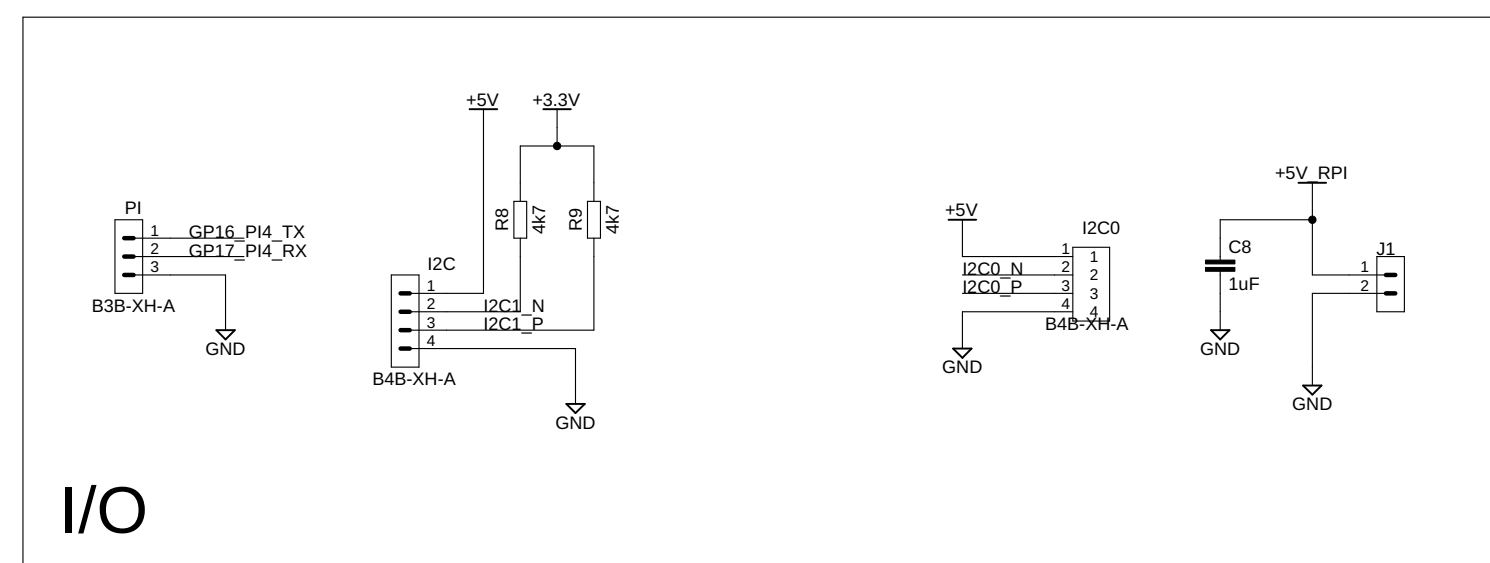 PI
1 GP16_PI4_TX
2 GP17_PI4_RX
3
B3B-XH-A
GND
+5V +3.3V
R8 4k7 R9 4k7
I2C
1
2 I2C1_N
3 I2C1_P
4
B4B-XH-A
GND
+5V
I2C0
1 1
I2C0_N 2 2
I2C0_P 3 3
4 4
B4B-XH-A
GND
+5V_RPI
C8
1uF
GND
J1
1
2
GND
I/O